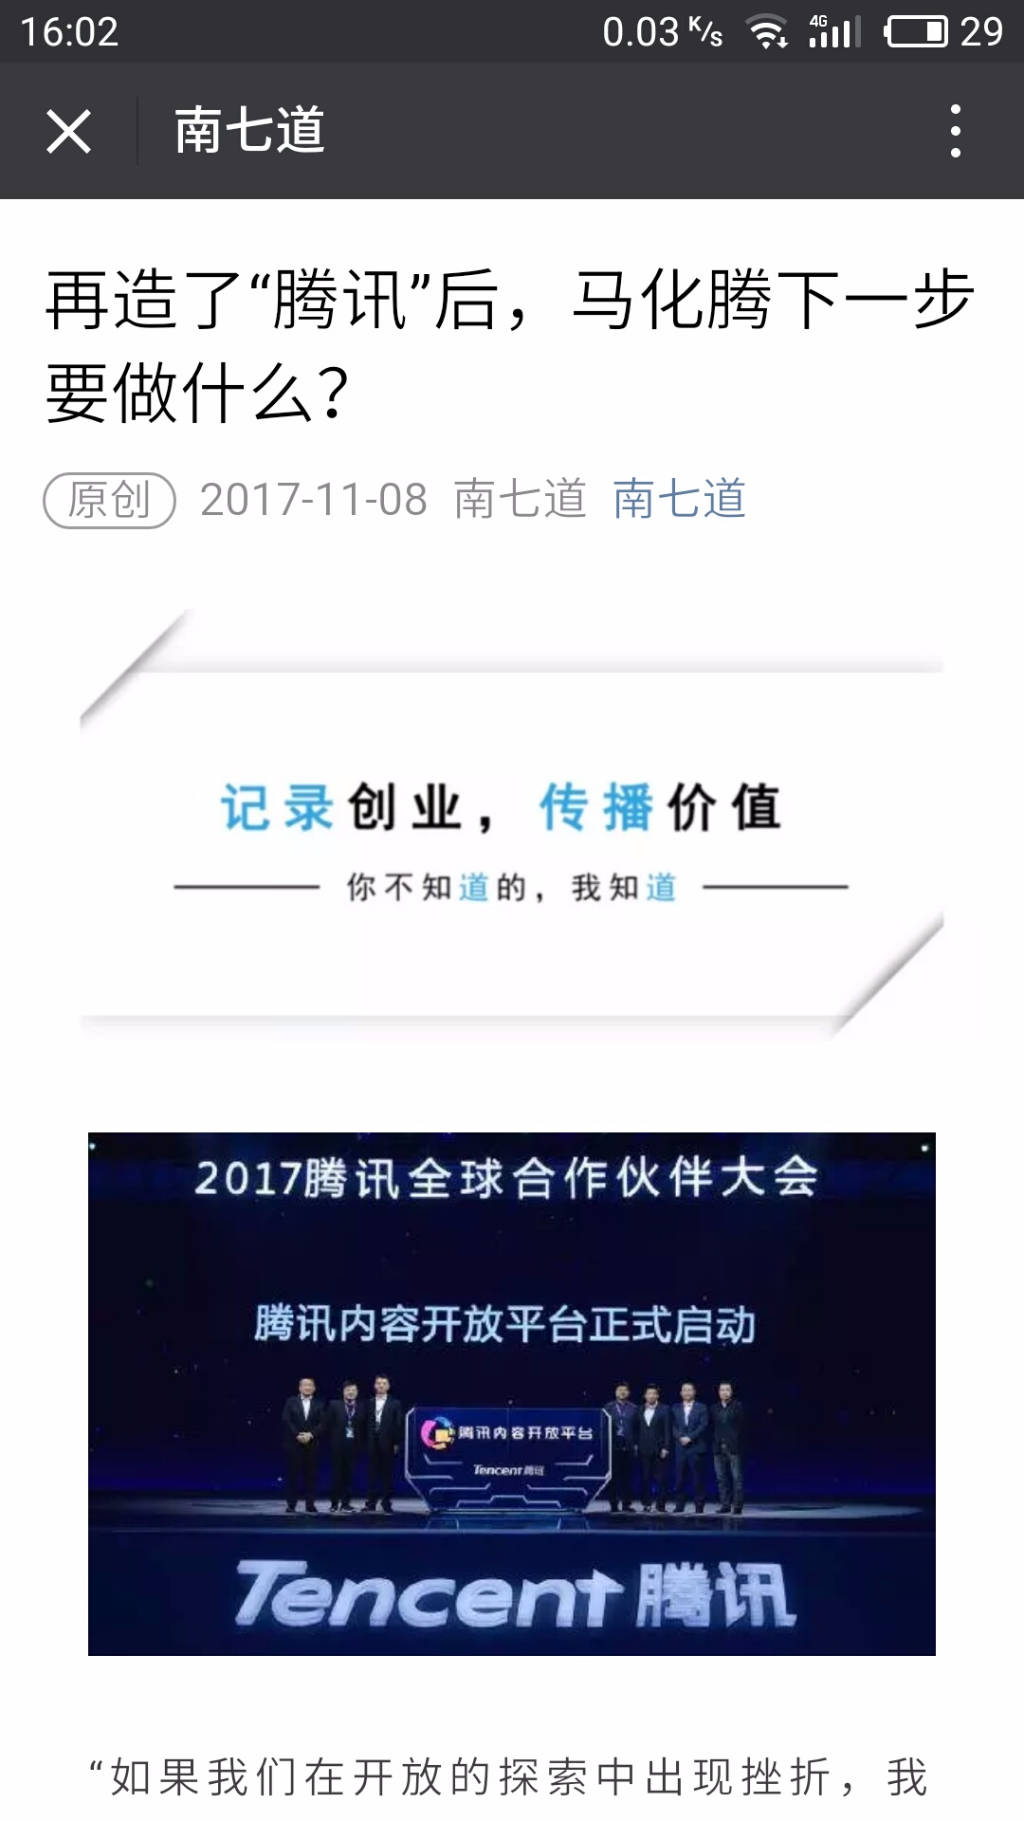 16:02
0.03 K/s 4G 29
南七道
再造了“腾讯”后，马化腾下一步
要做什么？
原创 2017-11-08 南七道 南七道
记录创业，传播价值
你不知道的，我知道
2017腾讯全球合作伙伴大会
腾讯内容开放平台正式启动
腾讯内容开放平台
Tencent 腾讯
Tencent 腾讯
“如果我们在开放的探索中出现挫折，我